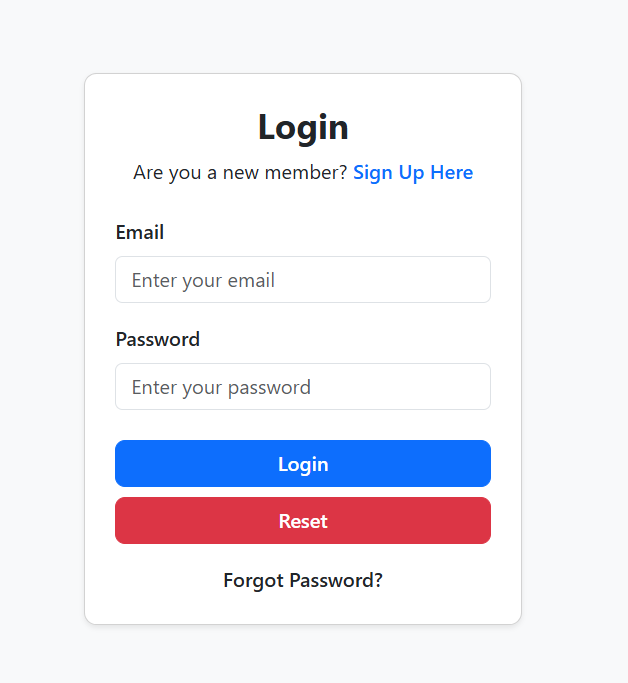 Login
Are you a new member? Sign Up Here
Email
Enter your email
Password
Enter your password
Login
Reset
Forgot Password?